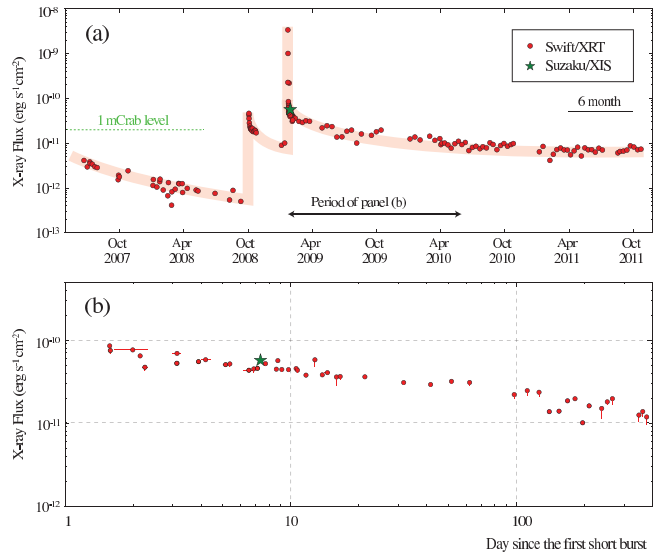 (a)
10-8
10-9
10-10
10-11
10-12
10-13
X-ray Flux (erg s-1 cm-2)
Swift/XRT
Suzaku/XIS
6 month
1 mCrab level
Period of panel (b)
Oct 2007
Apr 2008
Oct 2008
Apr 2009
Oct 2009
Apr 2010
Oct 2010
Apr 2011
Oct 2011
(b)
10-10
10-11
10-12
X-ray Flux (erg s-1 cm-2)
1
10
100
Day since the first short burst